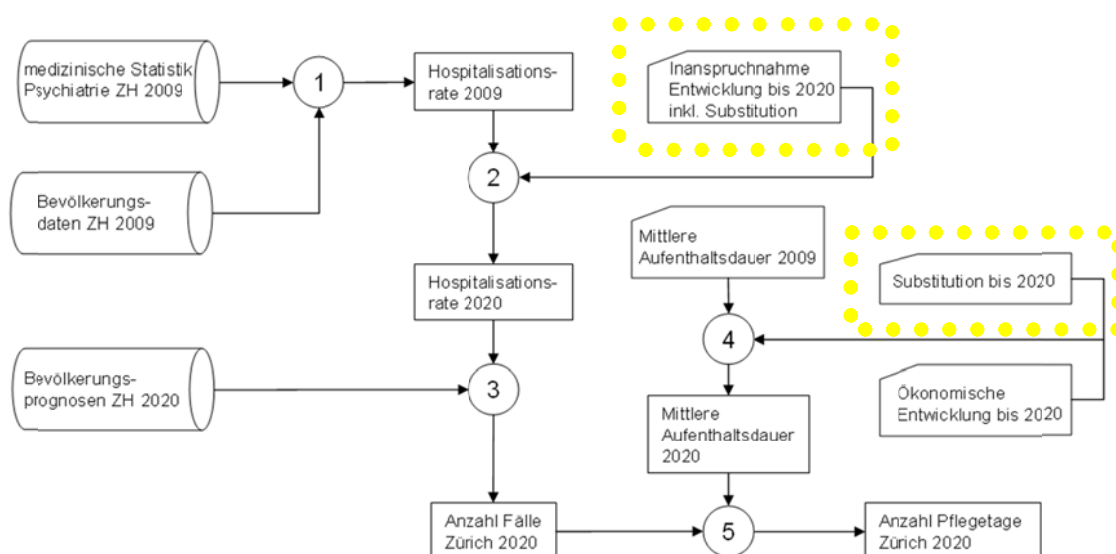 medizinische Statistik
Psychiatrie ZH 2009
1
Hospitalisations-
rate 2009
Inanspruchnahme
Entwicklung bis 2020
inkl. Substitution
2
Bevölkerungs-
daten ZH 2009
Mittlere
Aufenthaltsdauer 2009
Hospitalisations-
rate 2020
Substitution bis 2020
4
Bevölkerungs-
prognosen ZH 2020
3
Ökonomische
Entwicklung bis 2020
Mittlere
Aufenthaltsdauer
2020
Anzahl Fälle
Zürich 2020
5
Anzahl Pflegetage
Zürich 2020